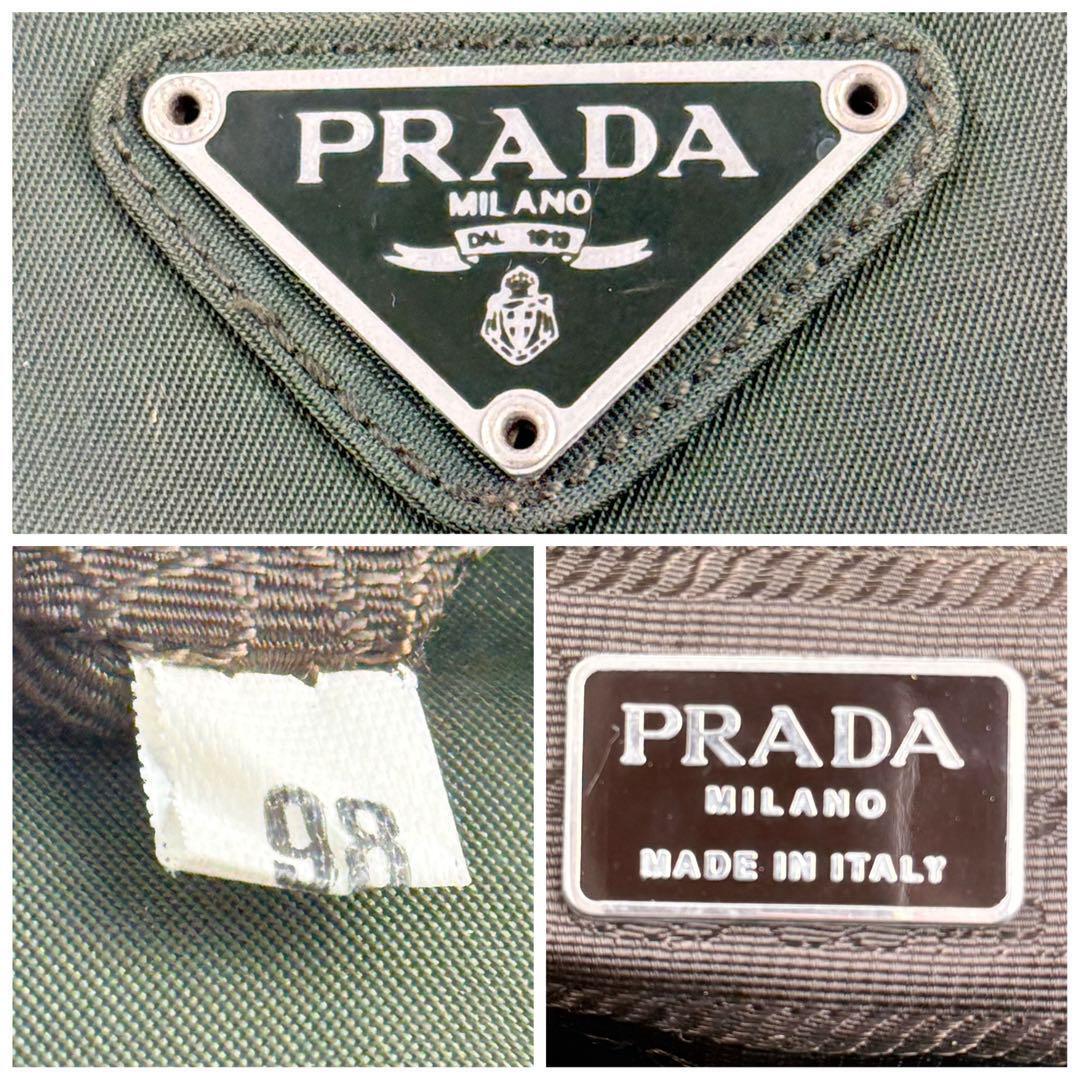 PRADA
MILANO
DAL 1913
98
PRADA
MILANO
MADE IN ITALY